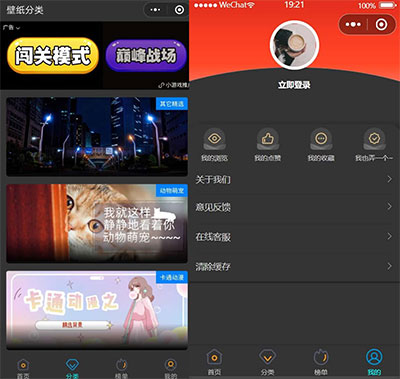 壁纸分类
广告
闯关模式
巅峰战场
小游戏推广
其它精选
动物萌宠
我就这样
静静地看着你
动物萌宠~~~~
卡通动漫
卡通动漫之
精选来袭
首页
分类
榜单
我的
WeChat
19:21
100%
立即登录
我的浏览
我的点赞
我的收藏
我也弄一个~
关于我们
意见反馈
在线客服
清除缓存
首页
分类
榜单
我的